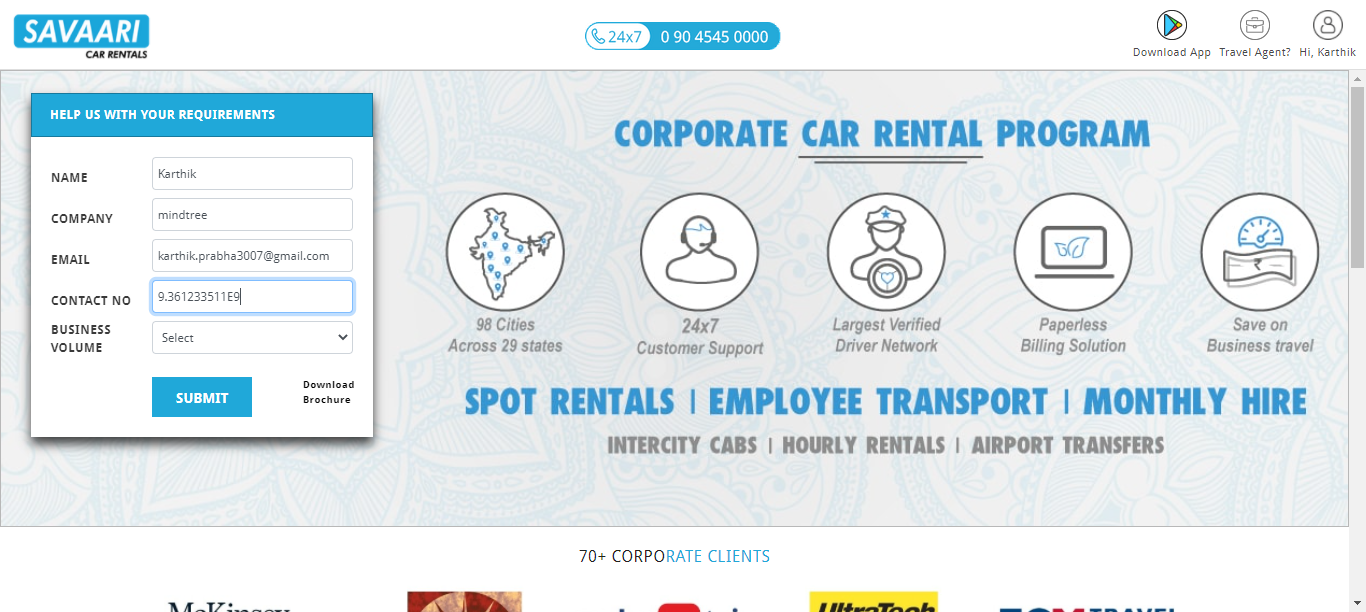 SAVAARI
CAR RENTALS
24x7 0 90 4545 0000
Download App Travel Agent? Hi, Karthik
HELP US WITH YOUR REQUIREMENTS
NAME Karthik
COMPANY mindtree
EMAIL karthik.prabha3007@gmail.com
CONTACT NO 9.361233511E9
BUSINESS
VOLUME Select
SUBMIT
Download
Brochure
CORPORATE CAR RENTAL PROGRAM
98 Cities
Across 29 states
24x7
Customer Support
Largest Verified
Driver Network
Paperless
Billing Solution
Save on
Business travel
SPOT RENTALS | EMPLOYEE TRANSPORT | MONTHLY HIRE
INTERCITY CABS | HOURLY RENTALS | AIRPORT TRANSFERS
70+ CORPORATE CLIENTS
McKinsey
UltraTech
TRAVEL